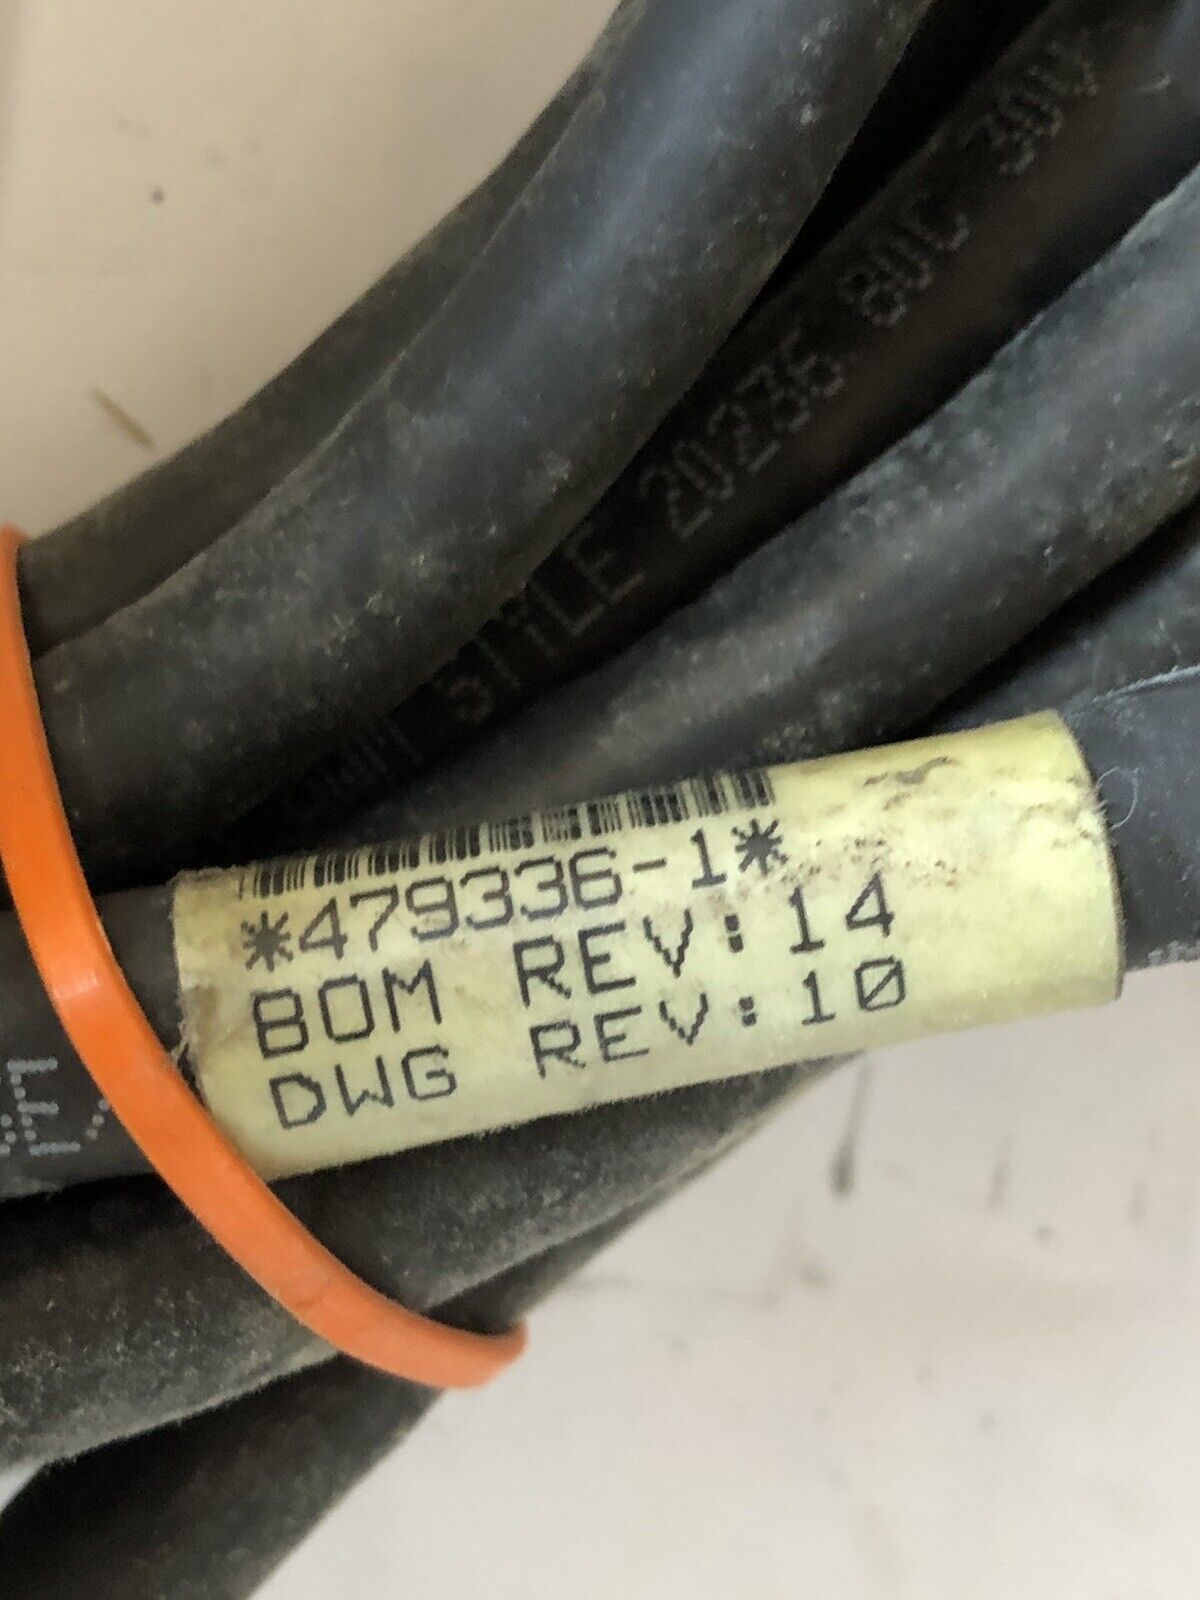 STYLE 20236 80C 30V
*479336-1*
BOM REV:14
DWG REV:10